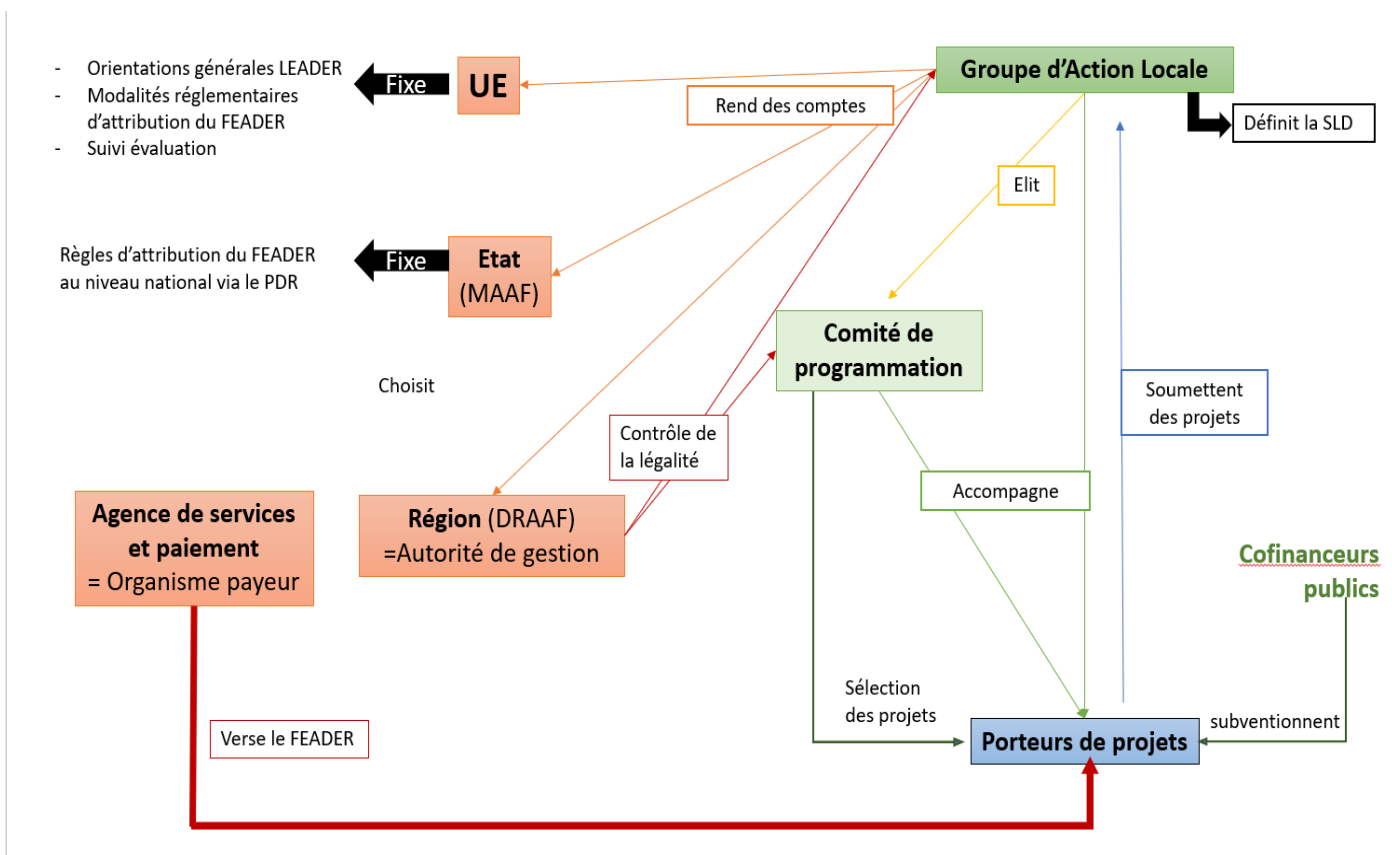 - Orientations générales LEADER
- Modalités réglementaires
d'attribution du FEADER
- Suivi évaluation
Fixe
UE
Groupe d'Action Locale
Rend des comptes
Définit la SLD
Elit
Règles d'attribution du FEADER
au niveau national via le PDR
Fixe
Etat
(MAAF)
Comité de
programmation
Choisit
Soumettent
des projets
Contrôle de
la légalité
Accompagne
Agence de services
et paiement
= Organisme payeur
Région (DRAAF)
=Autorité de gestion
Cofinanceurs
publics
Sélection
des projets
Verse le FEADER
Porteurs de projets
subventionnent